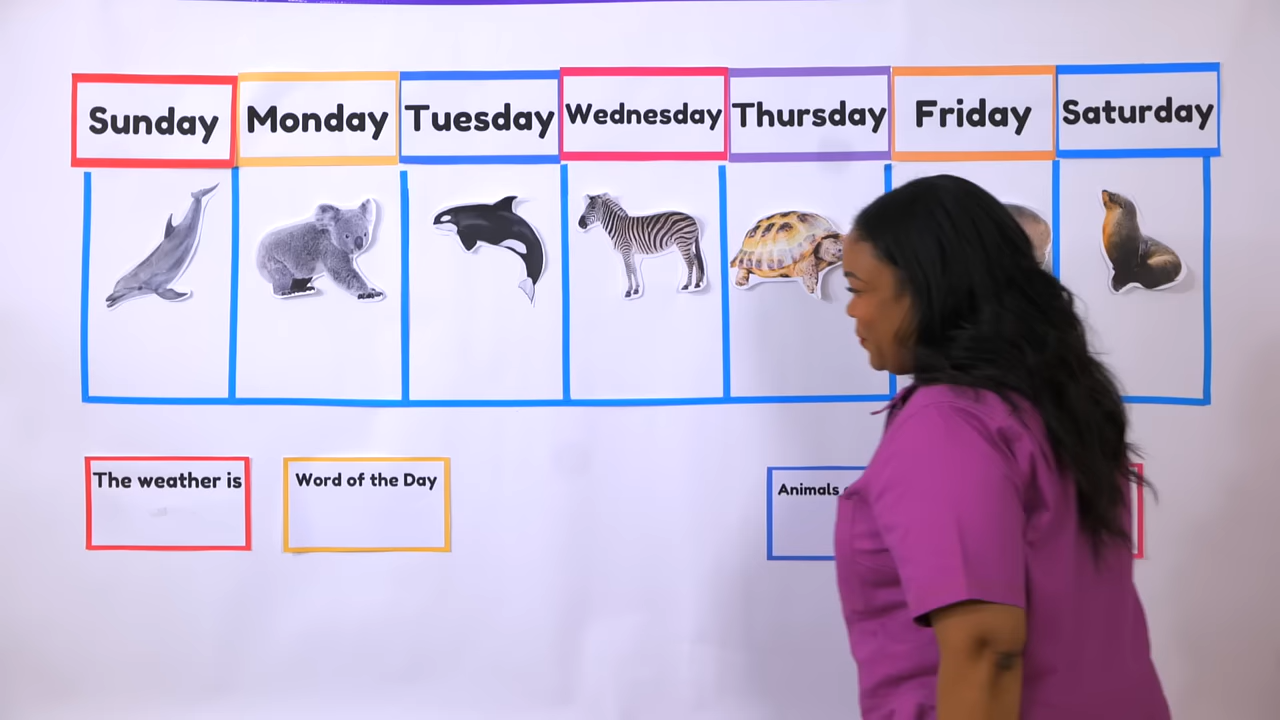 Sunday Monday Tuesday Wednesday Thursday Friday Saturday
The weather is
Word of the Day
Animals